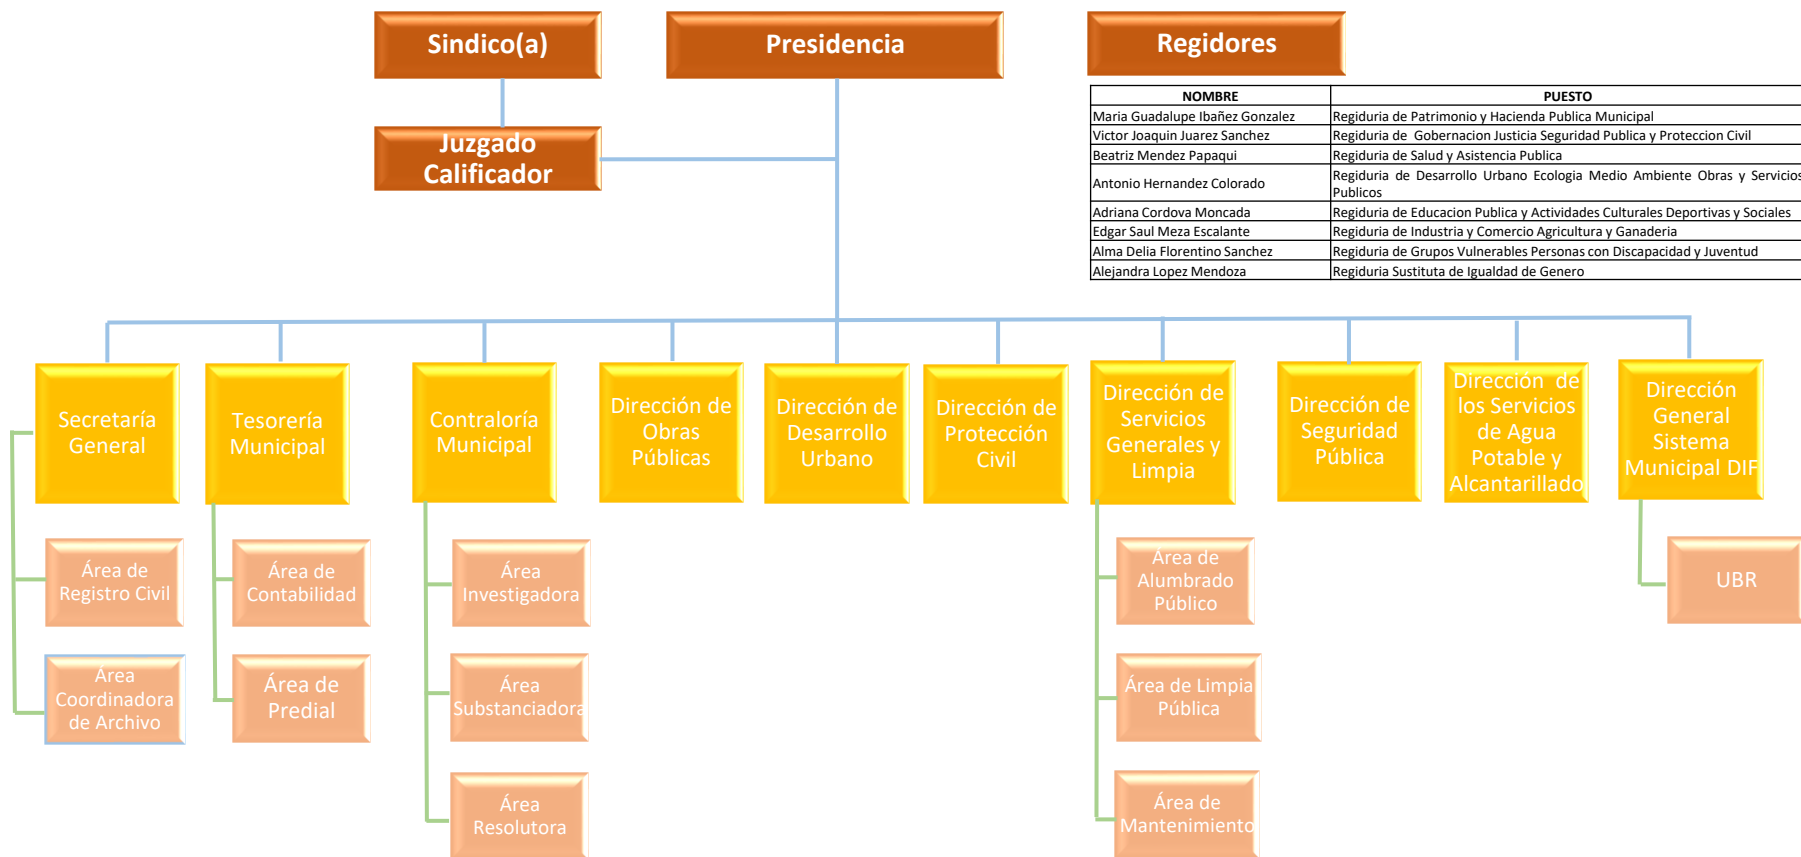 Sindico(a)
Presidencia
Regidores
Juzgado
Calificador
NOMBRE PUESTO
Maria Guadalupe Ibañez Gonzalez Regiduria de Patrimonio y Hacienda Publica Municipal
Victor Joaquin Juarez Sanchez Regiduria de Gobernacion Justicia Seguridad Publica y Proteccion Civil
Beatriz Mendez Papaqui Regiduria de Salud y Asistencia Publica
Antonio Hernandez Colorado Regiduria de Desarrollo Urbano Ecologia Medio Ambiente Obras y Servicios
Publicos
Adriana Cordova Moncada Regiduria de Educacion Publica y Actividades Culturales Deportivas y Sociales
Edgar Saul Meza Escalante Regiduria de Industria y Comercio Agricultura y Ganaderia
Alma Delia Florentino Sanchez Regiduria de Grupos Vulnerables Personas con Discapacidad y Juventud
Alejandra Lopez Mendoza Regiduria Sustituta de Igualdad de Genero
Secretaría
General
Tesorería
Municipal
Contraloría
Municipal
Dirección de
Obras
Públicas
Dirección de
Desarrollo
Urbano
Dirección de
Protección
Civil
Dirección de
Servicios
Generales y
Limpia
Dirección de
Seguridad
Pública
Dirección de
los Servicios
de Agua
Potable y
Alcantarillado
Dirección
General
Sistema
Municipal DIF
Área de
Registro Civil
Área de
Contabilidad
Área
Investigadora
Área de
Alumbrado
Público
UBR
Área
Coordinadora
de Archivo
Área de
Predial
Área
Substanciadora
Área de Limpia
Pública
Área
Resolutora
Área de
Mantenimiento